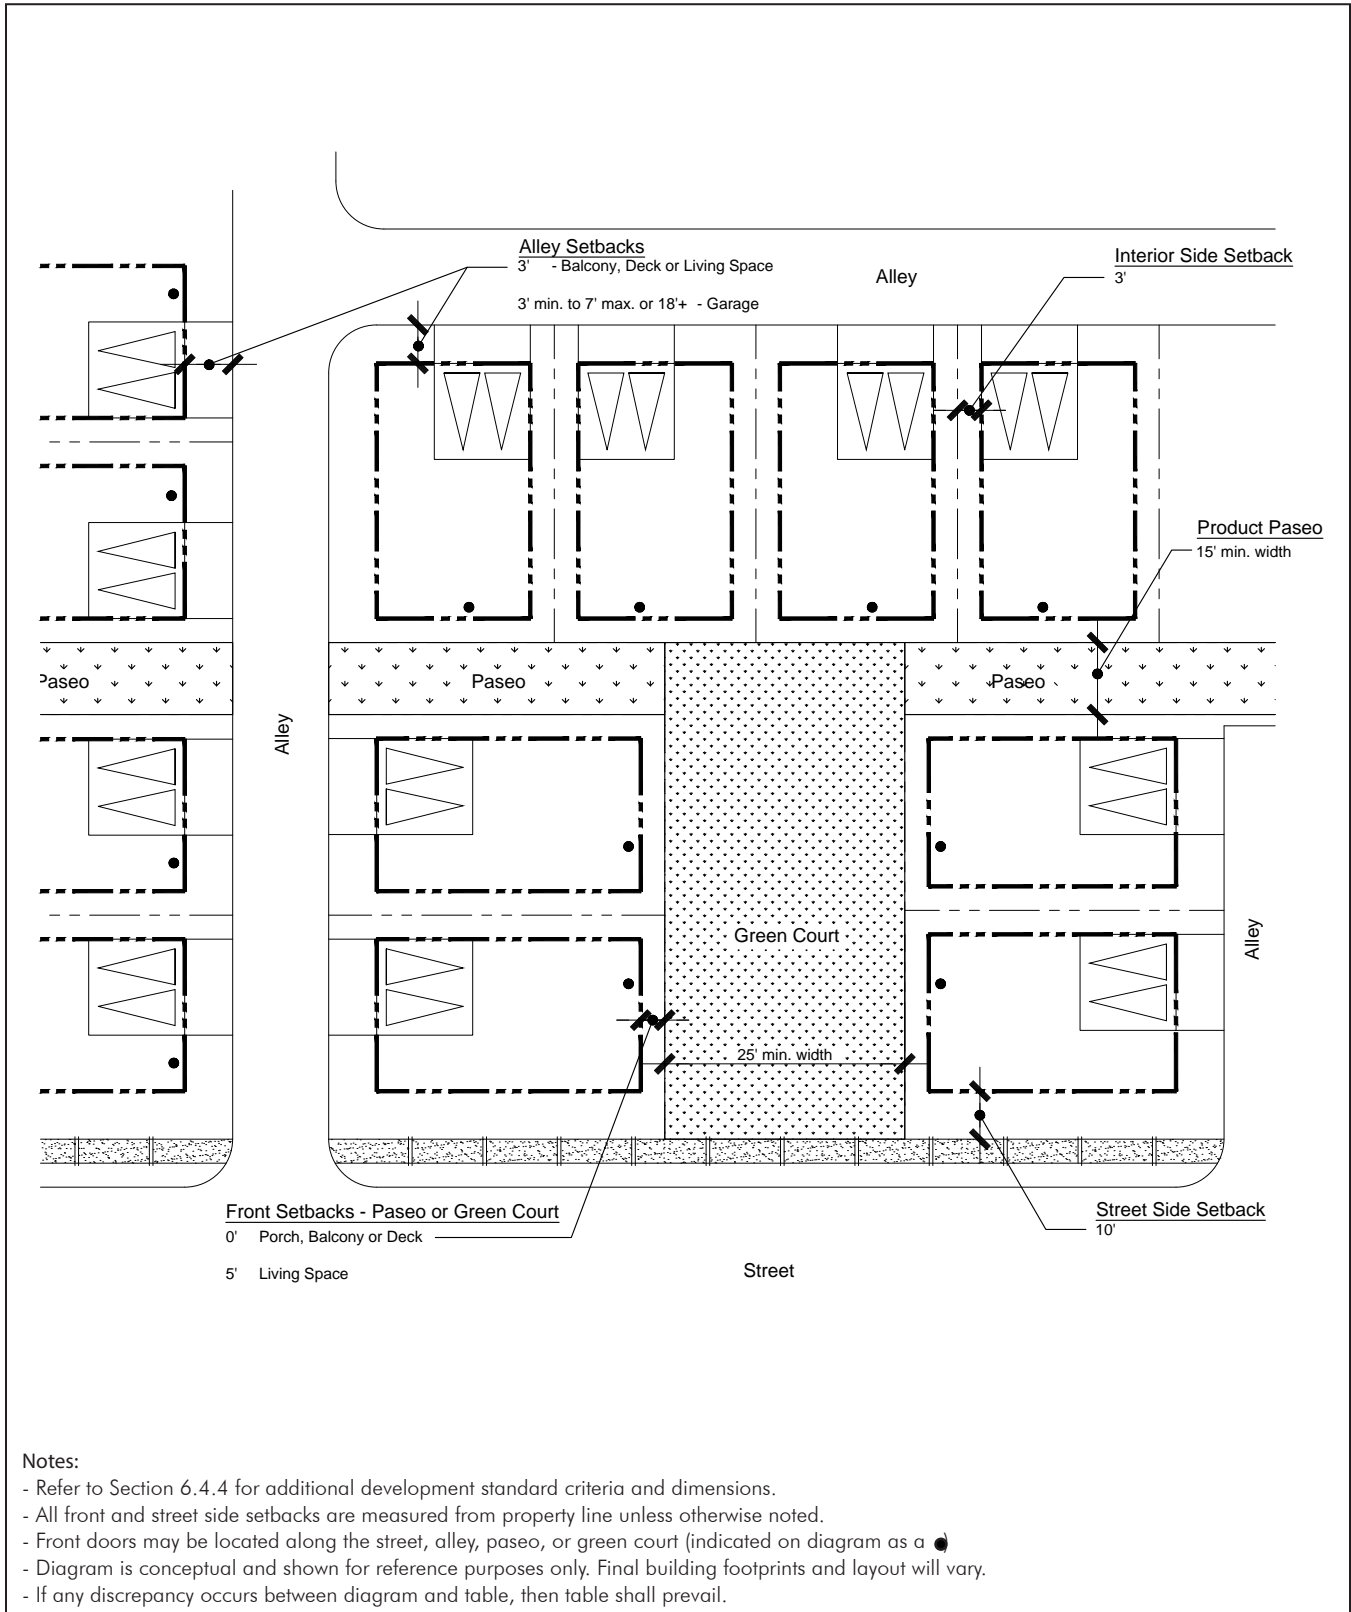 Alley Setbacks
3' - Balcony, Deck or Living Space
3' min. to 7' max. or 18'+ - Garage
Alley
Interior Side Setback
3'
Product Paseo
15' min. width
Paseo
Paseo
Paseo
Alley
Green Court
Alley
25' min. width
Front Setbacks - Paseo or Green Court
0' Porch, Balcony or Deck
5' Living Space
Street Side Setback
10'
Street
Notes:
- Refer to Section 6.4.4 for additional development standard criteria and dimensions.
- All front and street side setbacks are measured from property line unless otherwise noted.
- Front doors may be located along the street, alley, paseo, or green court (indicated on diagram as a ●)
- Diagram is conceptual and shown for reference purposes only. Final building footprints and layout will vary.
- If any discrepancy occurs between diagram and table, then table shall prevail.